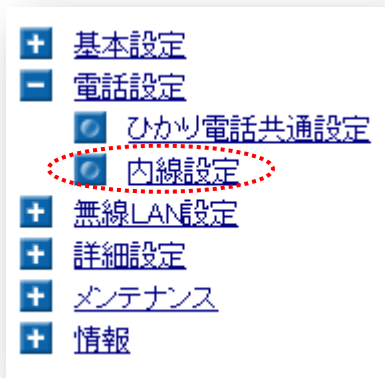 基本設定
電話設定
ひかり電話共通設定
内線設定
無線LAN設定
詳細設定
メンテナンス
情報